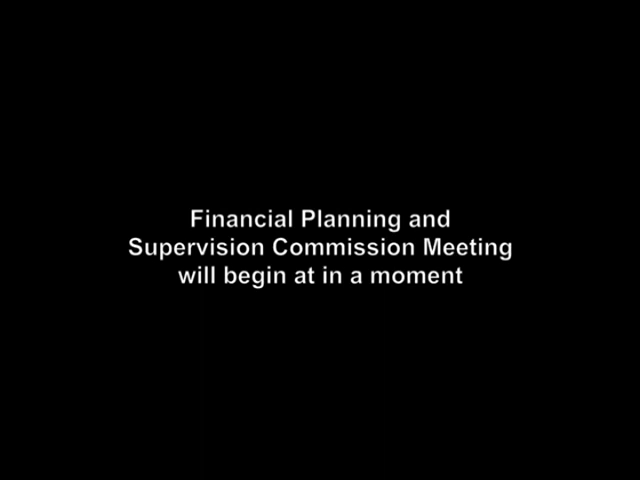 Financial Planning and
Supervision Commission Meeting
will begin at in a moment